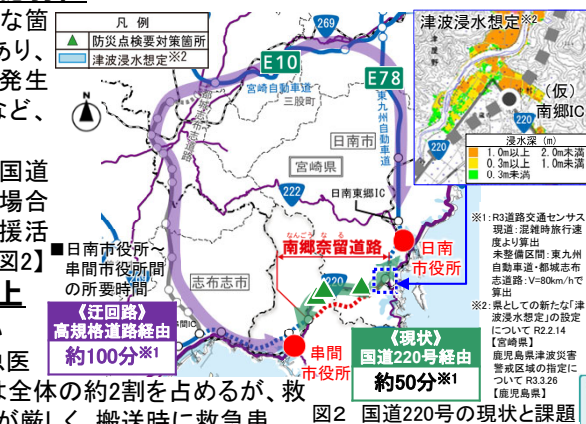 な箇
あり、
発生
など、
国道
場合
援活
図2】
上
い
急医
は全体の約2割を占めるが、救
が厳しく、搬送時に救急患
凡 例
防災点検要対策箇所
津波浸水想定※2
N
269
E10
宮崎自動車道
三股町
E78
東九州自動車道
都城志布志道路
日南市
宮崎県
222
220
日南東郷IC
なんごう な る
南郷奈留道路
日南
市役所
志布志市
220
串間
市役所
■日南市役所~
串間市役所間
の所要時間
《迂回路》
高規格道路経由
約100分※1
《現状》
国道220号経由
約50分※1
津波浸水想定※2
(仮)
南郷IC
220
220
浸水深(m)
1.0m以上 2.0m未満
0.3m以上 1.0m未満
0.3m未満
※1:R3道路交通センサス
現道:混雑時旅行速
度より算出
未整備区間:東九州
自動車道・都城志布
志道路:V=80km/hで
算出
※2:県としての新たな「津
波浸水想定」の設定
について R2.2.14
【宮崎県】
鹿児島県津波災害
警戒区域の指定に
ついて R3.3.26
【鹿児島県】
図2 国道220号の現状と課題